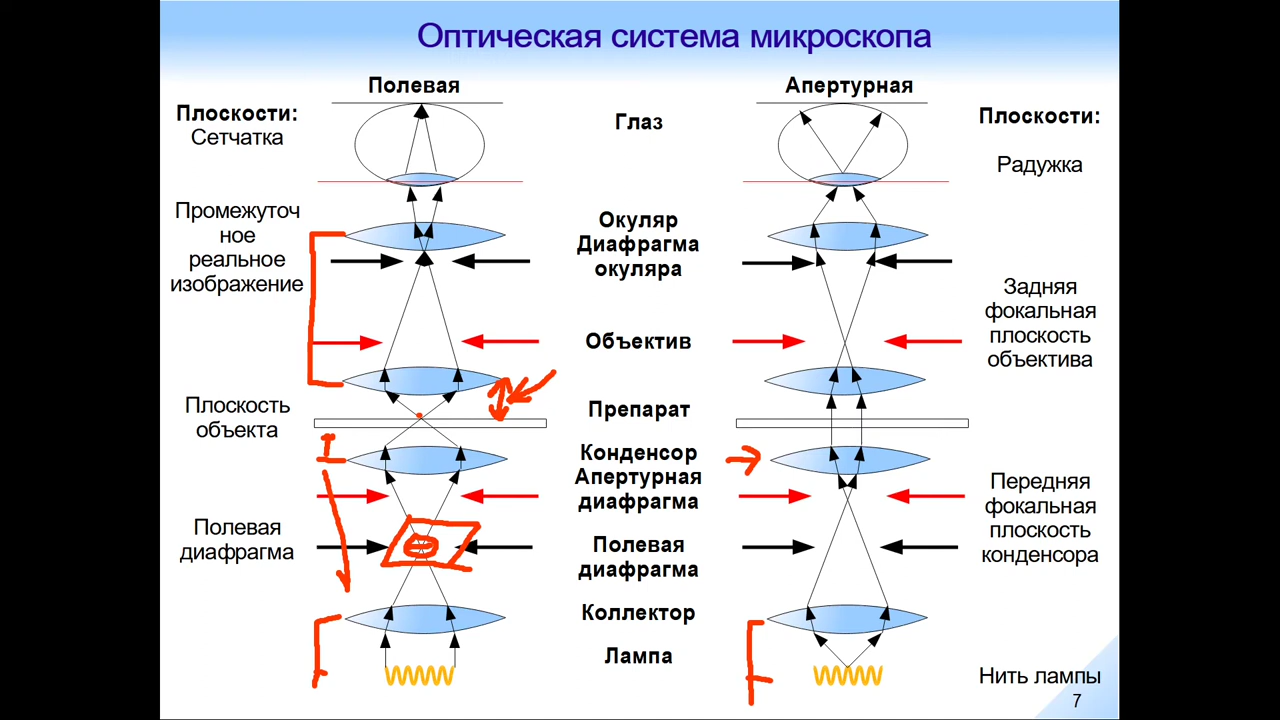 Оптическая система микроскопа
Полевая
Апертурная
Плоскости:
Сетчатка
Глаз
Плоскости:
Радужка
Промежуточ
ное
реальное
изображение
Окуляр
Диафрагма
окуляра
Задняя
фокальная
плоскость
объектива
Объектив
Плоскость
объекта
Препарат
Конденсор
Апертурная
диафрагма
Передняя
фокальная
плоскость
конденсора
Полевая
диафрагма
Полевая
диафрагма
Коллектор
Лампа
Нить лампы
7